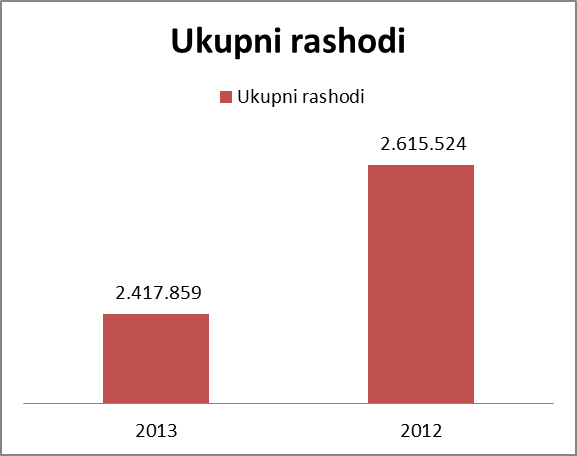 Ukupni rashodi
Ukupni rashodi
2.615.524
2.417.859
2013
2012